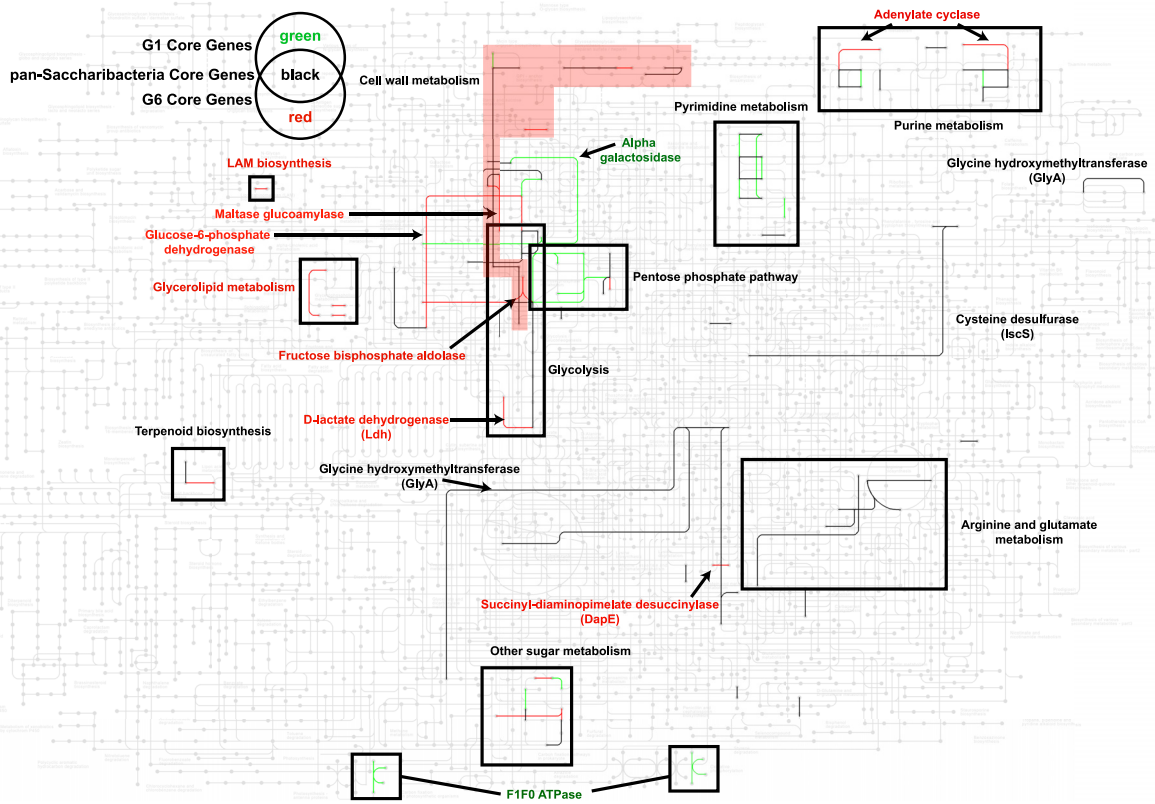 Adenylate cyclase
green
G1 Core Genes
pan-Saccharibacteria Core Genes
black
G6 Core Genes
red
Cell wall metabolism
Pyrimidine metabolism
Purine metabolism
Alpha
galactosidase
LAM biosynthesis
Glycine hydroxymethyltransferase
(GlyA)
Maltase glucoamylase
Glucose-6-phosphate
dehydrogenase
Pentose phosphate pathway
Glycerolipid metabolism
Cysteine desulfurase
(IscS)
Fructose bisphosphate aldolase
Glycolysis
D-lactate dehydrogenase
(Ldh)
Terpenoid biosynthesis
Glycine hydroxymethyltransferase
(GlyA)
Arginine and glutamate
metabolism
Succinyl-diaminopimelate desuccinylase
(DapE)
Other sugar metabolism
F1F0 ATPase